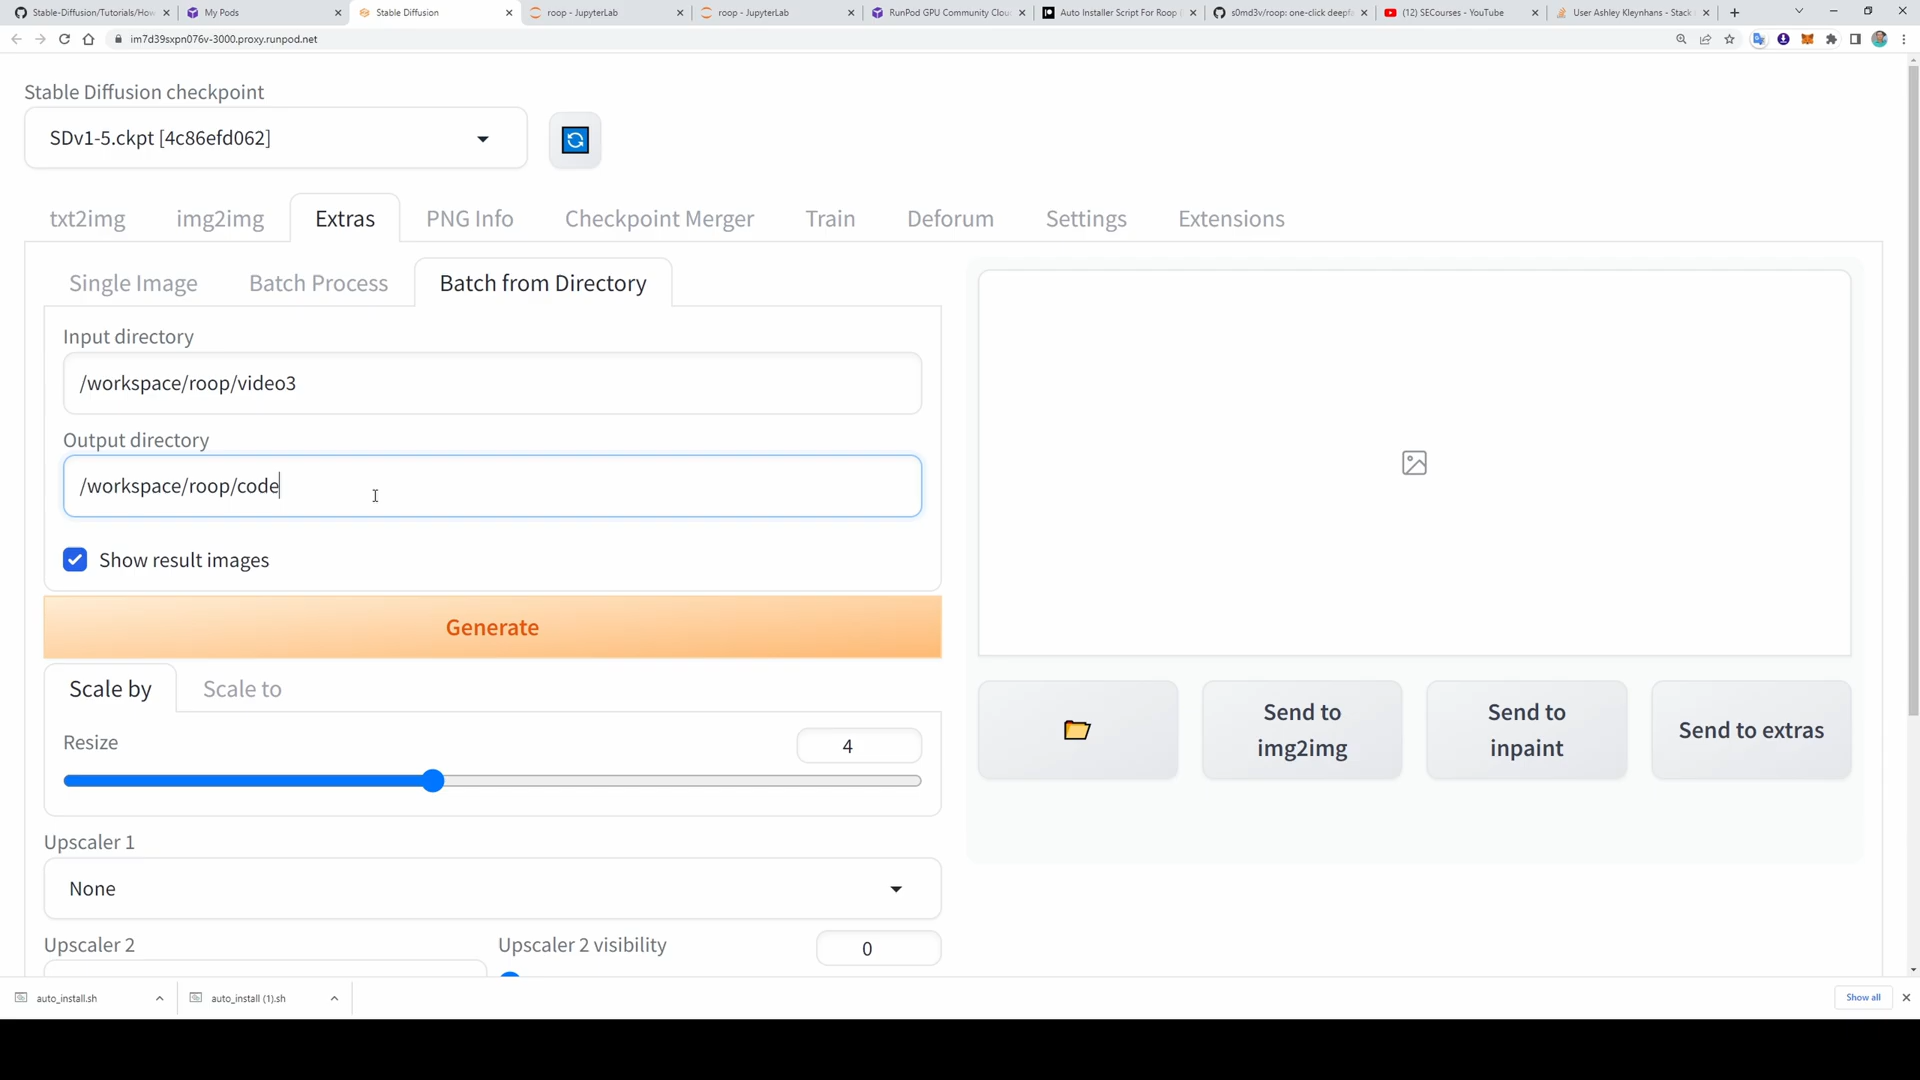 Stable-Diffusion/Tutorials/How
My Pods
Stable Diffusion
roop - JupyterLab
roop - JupyterLab
RunPod GPU Community Clou
Auto Installer Script For Roop
s0md3v/roop: one-click deepfa
(12) SECourses - YouTube
User Ashley Kleynhans - Stack
im7d39sxpn076v-3000.proxy.runpod.net
Stable Diffusion checkpoint
SDv1-5.ckpt [4c86efd062]
txt2img
img2img
Extras
PNG Info
Checkpoint Merger
Train
Deforum
Settings
Extensions
Single Image
Batch Process
Batch from Directory
Input directory
/workspace/roop/video3
Output directory
/workspace/roop/code
Show result images
Generate
Scale by
Scale to
Resize
4
Send to img2img
Send to inpaint
Send to extras
Upscaler 1
None
Upscaler 2
Upscaler 2 visibility
0
auto_install.sh
auto_install (1).sh
Show all